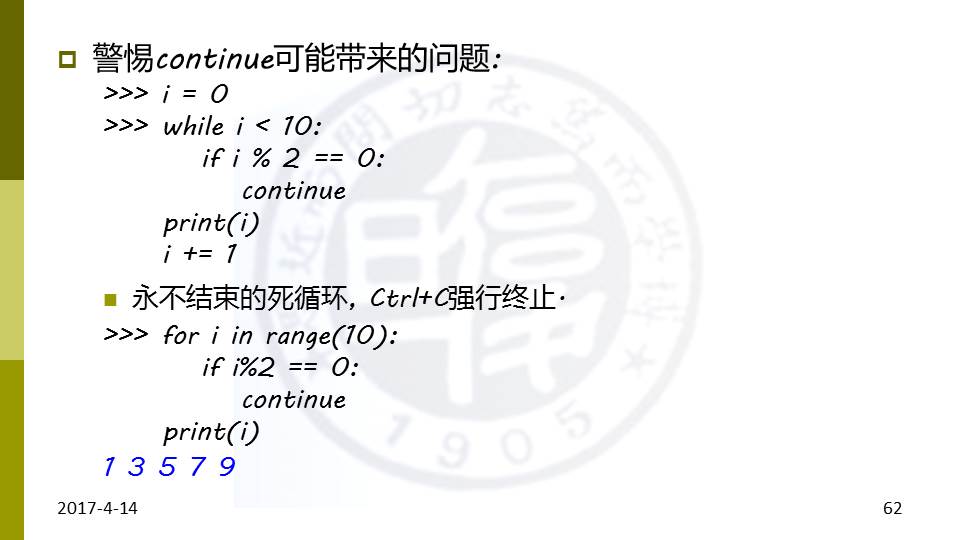 警惕continue可能带来的问题:
>>> i = 0
>>> while i < 10:
if i % 2 == 0:
continue
print(i)
i += 1
永不结束的死循环，Ctrl+C强行终止.
>>> for i in range(10):
if i%2 == 0:
continue
print(i)
1 3 5 7 9
1905
2017-4-14
62